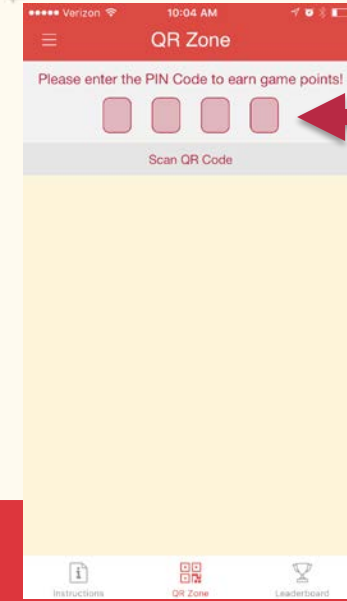 Verizon 10:04 AM
QR Zone
Please enter the PIN Code to earn game points!
Scan QR Code
Instructions QR Zone Leaderboard